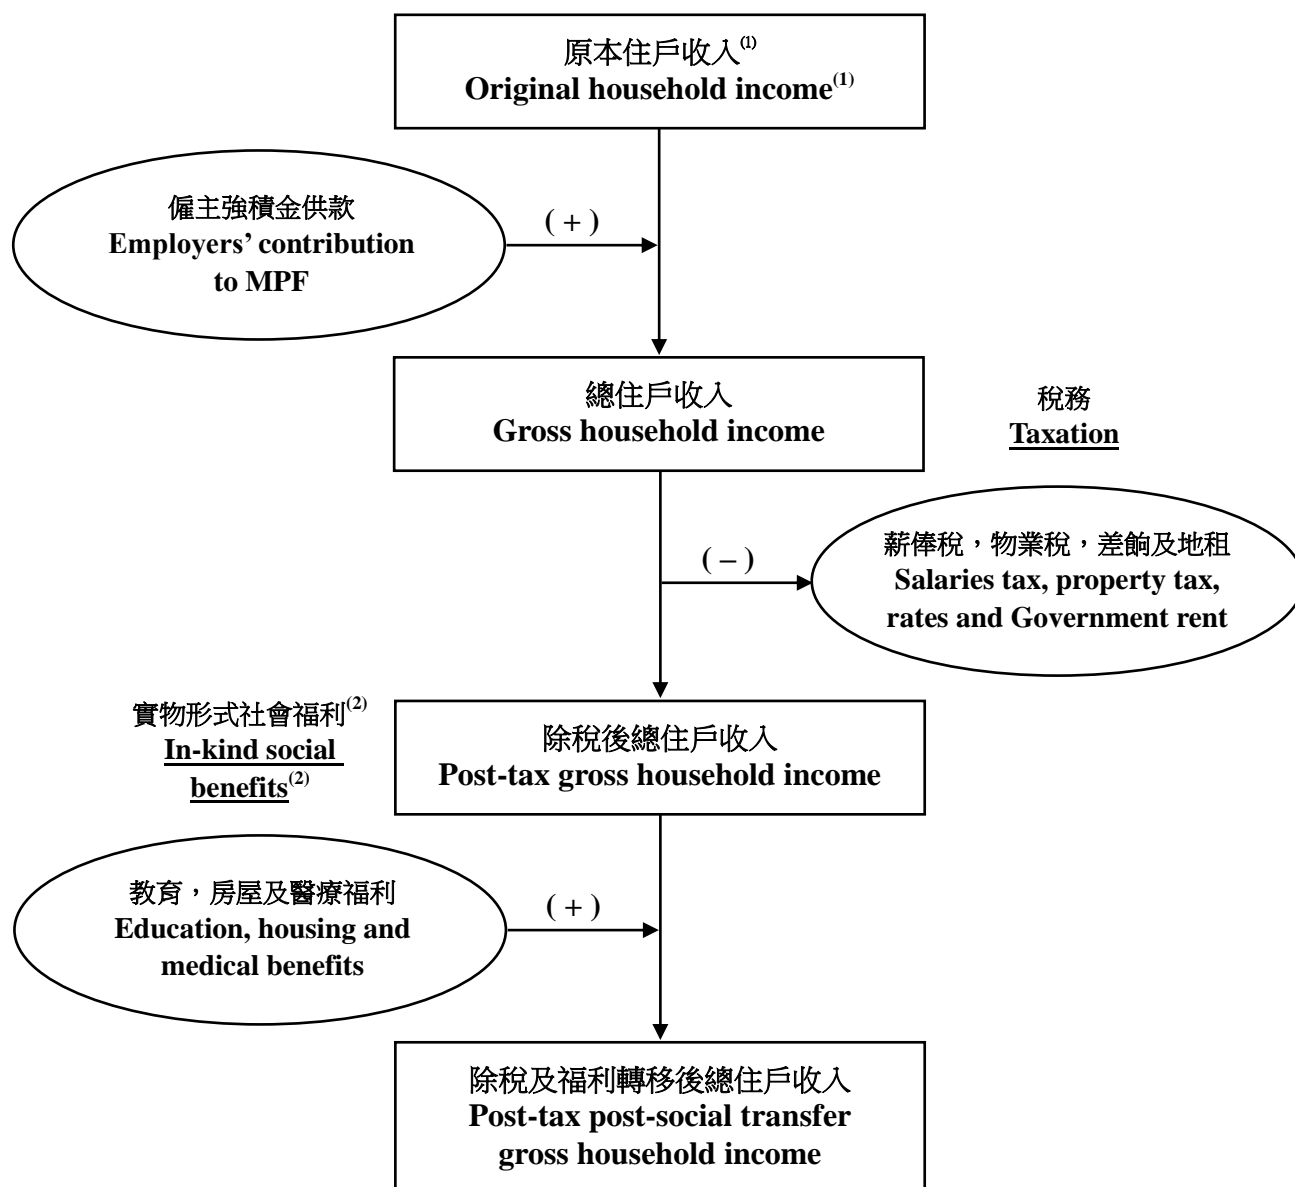 原本住戶收入⁽¹⁾
Original household income⁽¹⁾
僱主強積金供款
Employers’ contribution
to MPF
( + )
總住戶收入
Gross household income
稅務
Taxation
( – )
薪俸稅，物業稅，差餉及地租
Salaries tax, property tax,
rates and Government rent
實物形式社會福利⁽²⁾
In-kind social
benefits⁽²⁾
除稅後總住戶收入
Post-tax gross household income
教育，房屋及醫療福利
Education, housing and
medical benefits
( + )
除稅及福利轉移後總住戶收入
Post-tax post-social transfer
gross household income